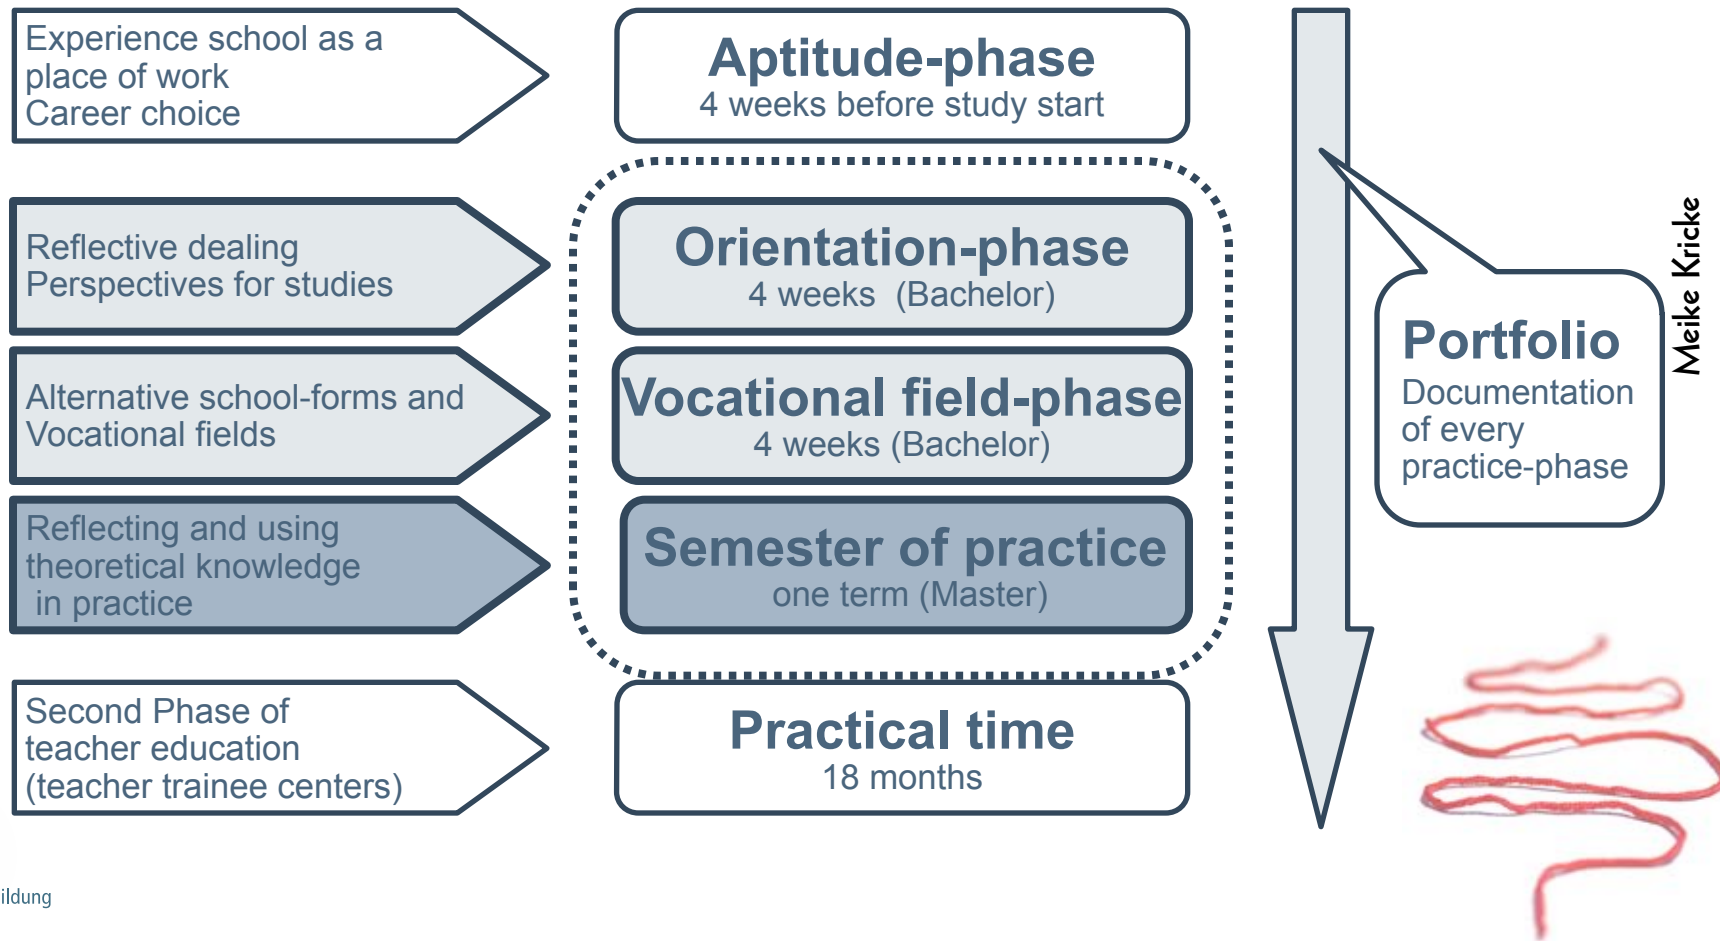 Experience school as a
place of work
Career choice
Aptitude-phase
4 weeks before study start
Reflective dealing
Perspectives for studies
Orientation-phase
4 weeks (Bachelor)
Alternative school-forms and
Vocational fields
Vocational field-phase
4 weeks (Bachelor)
Reflecting and using
theoretical knowledge
in practice
Semester of practice
one term (Master)
Second Phase of
teacher education
(teacher trainee centers)
Practical time
18 months
Portfolio
Documentation
of every
practice-phase
Meike Kricke
ildung